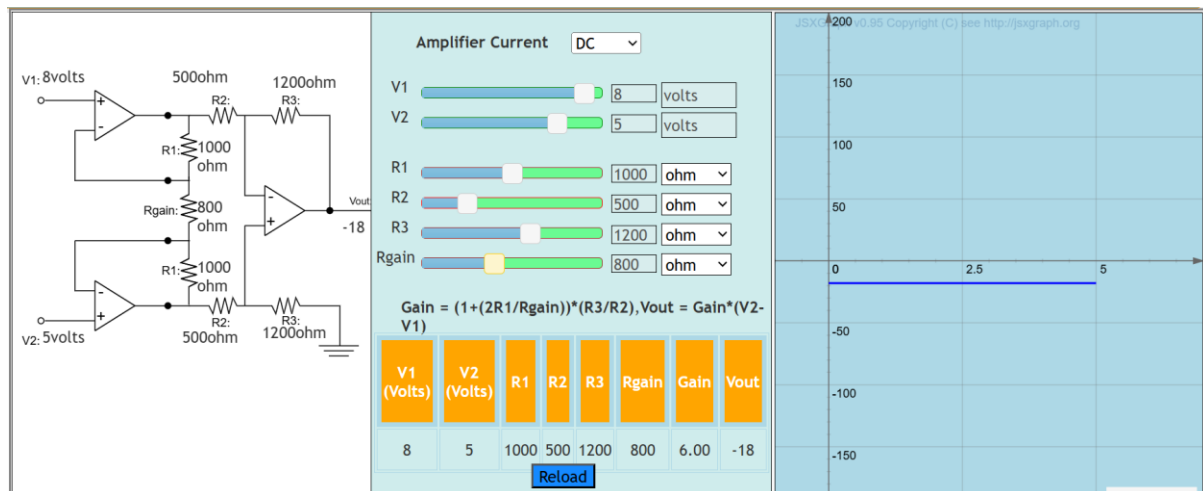 V1: 8volts
500ohm
1200ohm
R2:
R3:
+
-
R1:
1000
ohm
Rgain:
800
ohm
-
+
Vout
-18
R1:
1000
ohm
-
+
V2: 5volts
R2:
500ohm
R3:
1200ohm
Amplifier Current DC
V1 8 volts
V2 5 volts
R1 1000 ohm
R2 500 ohm
R3 1200 ohm
Rgain 800 ohm
Gain = (1+(2R1/Rgain))*(R3/R2),Vout = Gain*(V2-
V1)
V1 (Volts) V2 (Volts) R1 R2 R3 Rgain Gain Vout
8 5 1000 500 1200 800 6.00 -18
Reload
v0.95 Copyright (C) see http://jsxgraph.org
200
150
100
50
0 2.5 5
-50
-100
-150